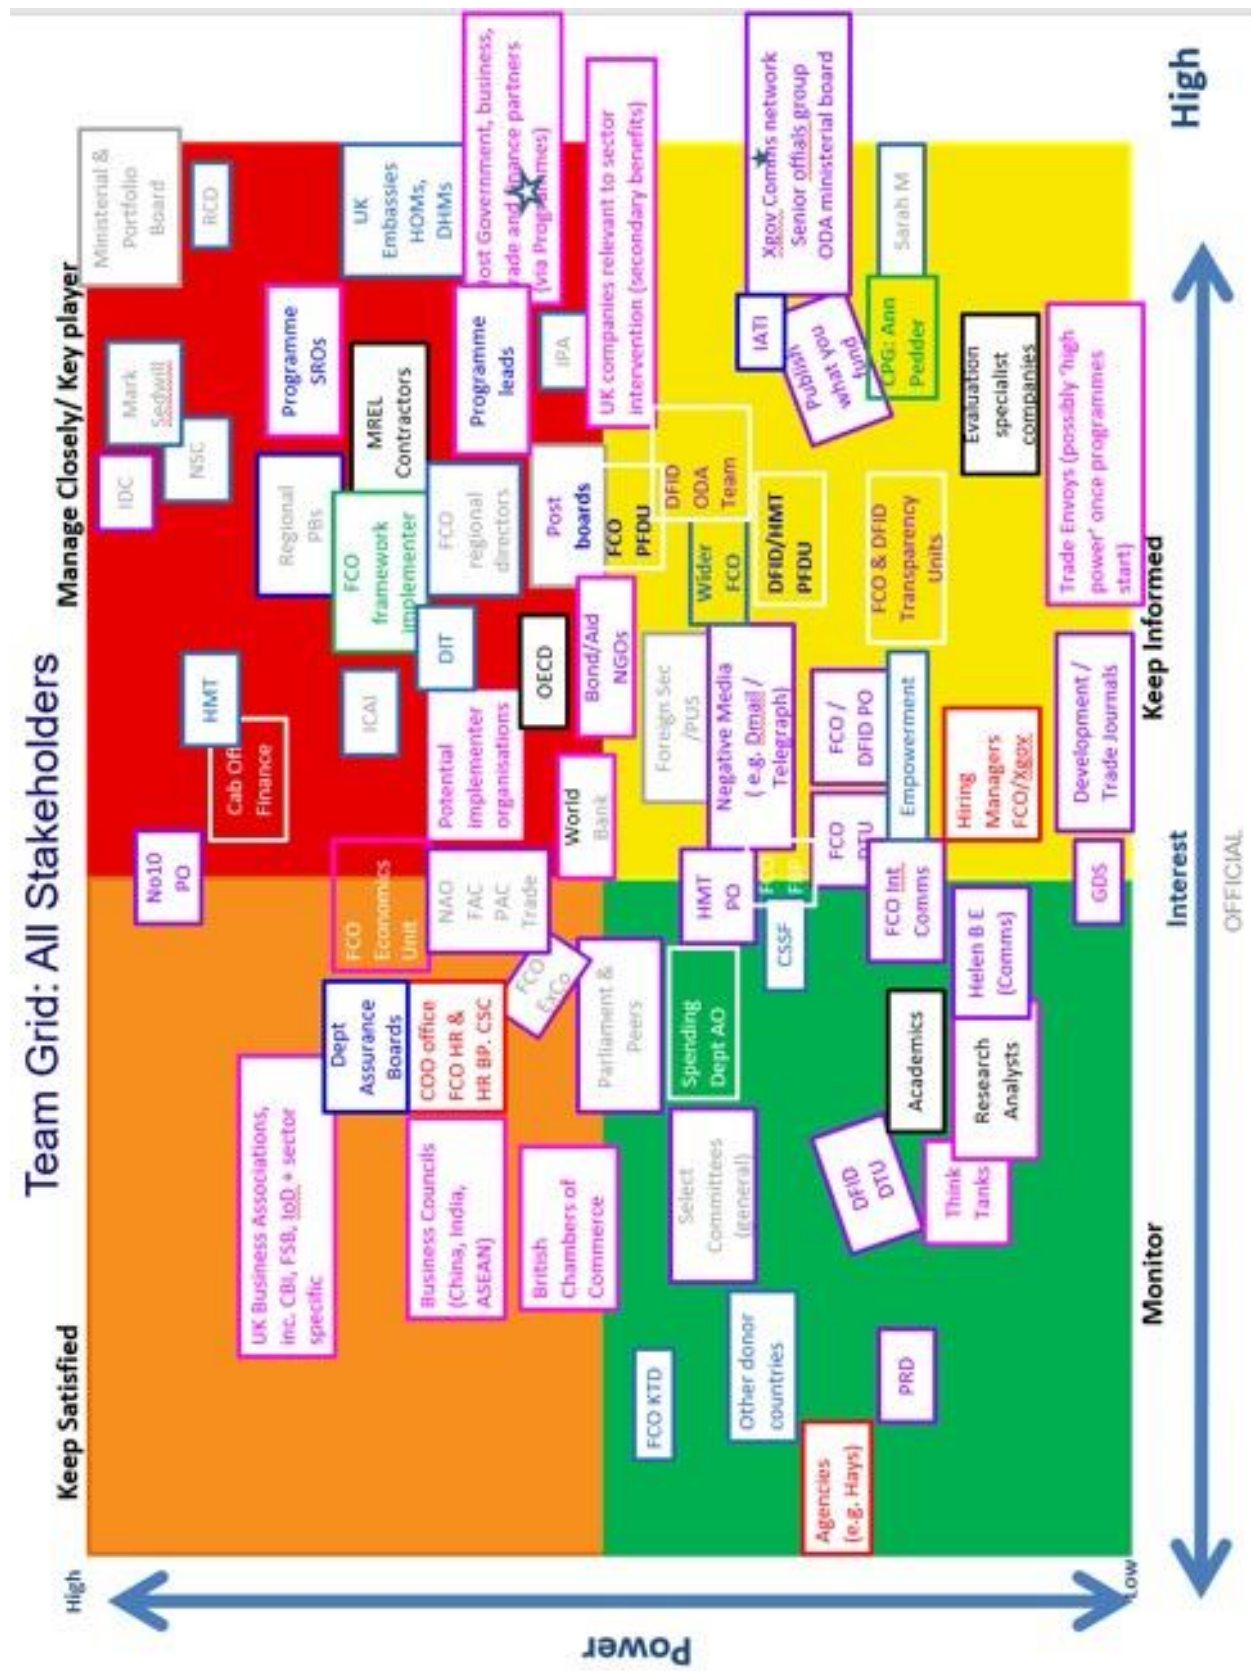 Team Grid: All Stakeholders
Keep Satisfied
Manage Closely/ Key player
High
Power
Low
UK Business Associations,
inc. CBI, FSB, IoD + sector
specific
Dept
Assurance
Boards
COO office
FCO HR &
HR BP. CSC
Business Councils
(China, India,
ASEAN)
British
Chambers of
Commerce
FCO
ExCo
No10
PO
FCO
Economics
Unit
NAO
FAC
PAC
Trade
Cab Off
Finance
HMT
ICAI
Potential
implementer
organisations
World
Bank
DIT
OECD
Bond/Aid
NGOs
IDC
NSC
Mark
Sedwill
Ministerial &
Portfolio
Board
RCD
Regional
PBs
Programme
SROs
FCO
framework
implementer
MREL
Contractors
UK
Embassies
HOMs,
DHMs
FCO
regional
directors
Programme
leads
ost Government, business,
rade and finance partners
(via Programmes)
Post
boards
IPA
UK companies relevant to sector
intervention (secondary benefits)
FCO
PFDU
DFID
ODA
Team
Wider
FCO
DFID/HMT
PFDU
IATI
Publish
what you
fund
Xgov Comms network
Senior offials group
ODA ministerial board
Sarah M
CPG: Ann
Pedder
FCO & DFID
Transparency
Units
Evaluation
specialist
companies
Trade Envoys (possibly 'high
power' once programmes
start)
Foreign Sec
/PUS
Negative Media
( e.g. Dmail /
Telegraph)
FCO /
DFID PO
FCO
DTU
Empowerment
Hiring
Managers
FCO/Xgov
Development /
Trade Journals
GDS
Parliament &
Peers
Spending
Dept AO
HMT
PO
FCO
CSSF
FCO Int
Comms
Helen B E
(Comms)
Academics
Research
Analysts
Think
Tanks
DFID
DTU
Select
Committees
(general)
FCO KTD
Other donor
countries
PRD
Agencies
(e.g. Hays)
Monitor
Keep Informed
Interest
High
OFFICIAL